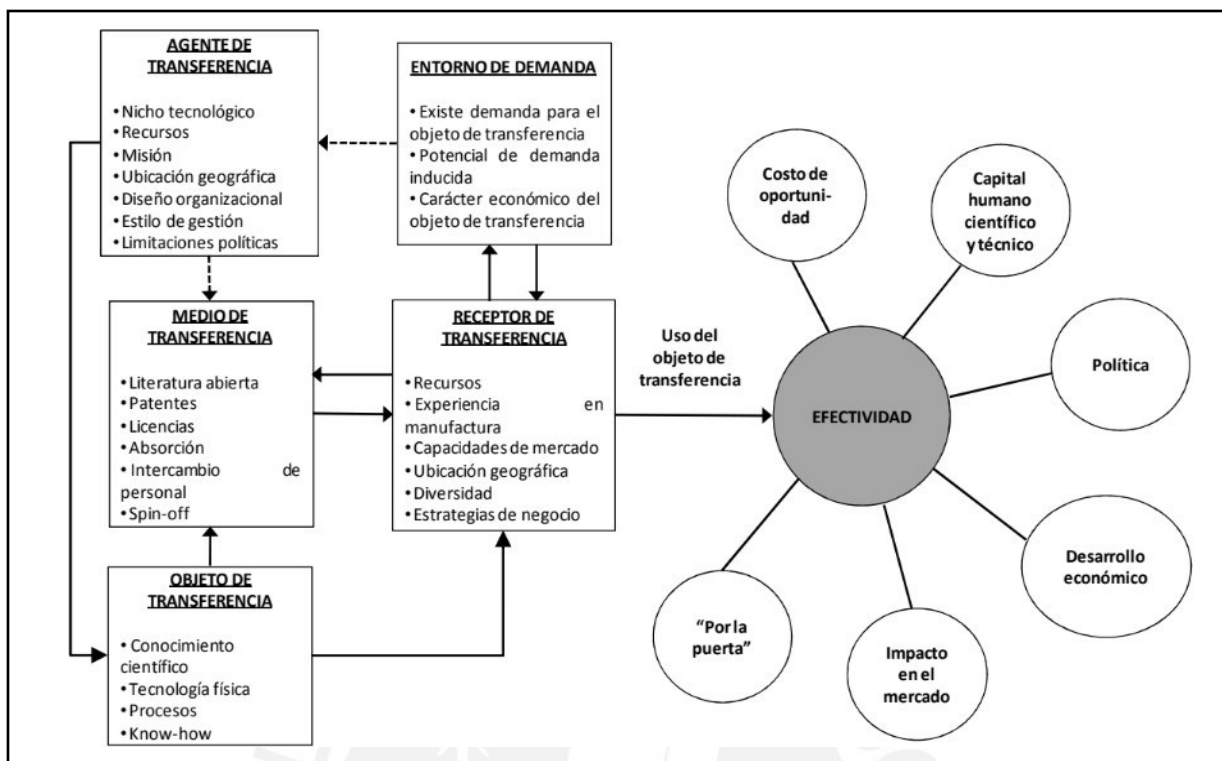 AGENTE DE
TRANSFERENCIA
• Nicho tecnológico
• Recursos
• Misión
• Ubicación geográfica
• Diseño organizacional
• Estilo de gestión
• Limitaciones políticas
ENTORNO DE DEMANDA
• Existe demanda para el
objeto de transferencia
• Potencial de demanda
inducida
• Carácter económico del
objeto de transferencia
MEDIO DE
TRANSFERENCIA
• Literatura abierta
• Patentes
• Licencias
• Absorción
• Intercambio de
personal
• Spin-off
RECEPTOR DE
TRANSFERENCIA
• Recursos
• Experiencia en
manufactura
• Capacidades de mercado
• Ubicación geográfica
• Diversidad
• Estrategias de negocio
OBJETO DE
TRANSFERENCIA
• Conocimiento
científico
• Tecnología física
• Procesos
• Know-how
Uso del
objeto de
transferencia
EFECTIVIDAD
Costo de
oportuni-
dad
Capital
humano
científico
y técnico
Política
Desarrollo
económico
Impacto
en el
mercado
“Por la
puerta”